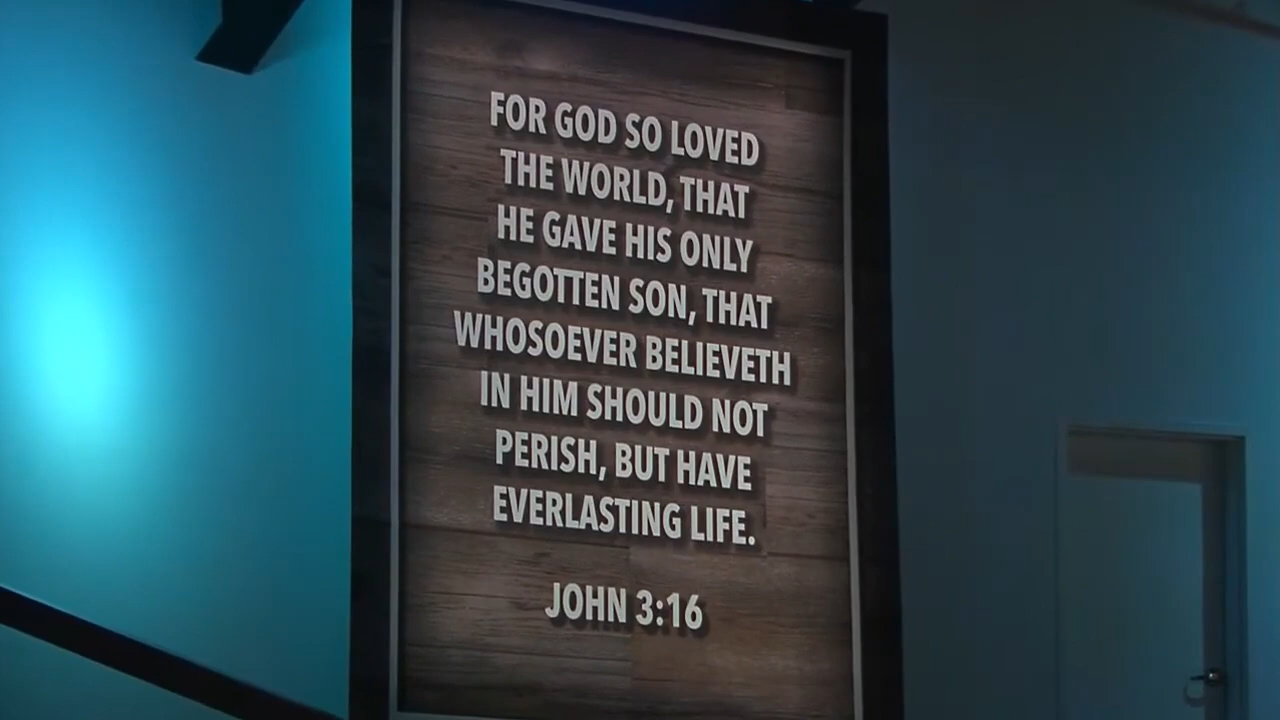 FOR GOD SO LOVED
THE WORLD, THAT
HE GAVE HIS ONLY
BEGOTTEN SON, THAT
WHOSOEVER BELIEVETH
IN HIM SHOULD NOT
PERISH, BUT HAVE
EVERLASTING LIFE.
JOHN 3:16